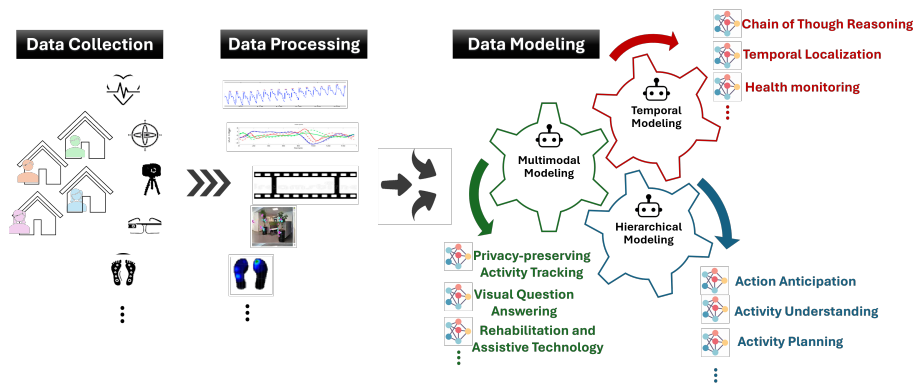 Data Collection
Data Processing
Data Modeling
Chain of Though Reasoning
Temporal Localization
Health monitoring
Temporal
Modeling
Multimodal
Modeling
Hierarchical
Modeling
Privacy-preserving
Activity Tracking
Visual Question
Answering
Rehabilitation and
Assistive Technology
Action Anticipation
Activity Understanding
Activity Planning